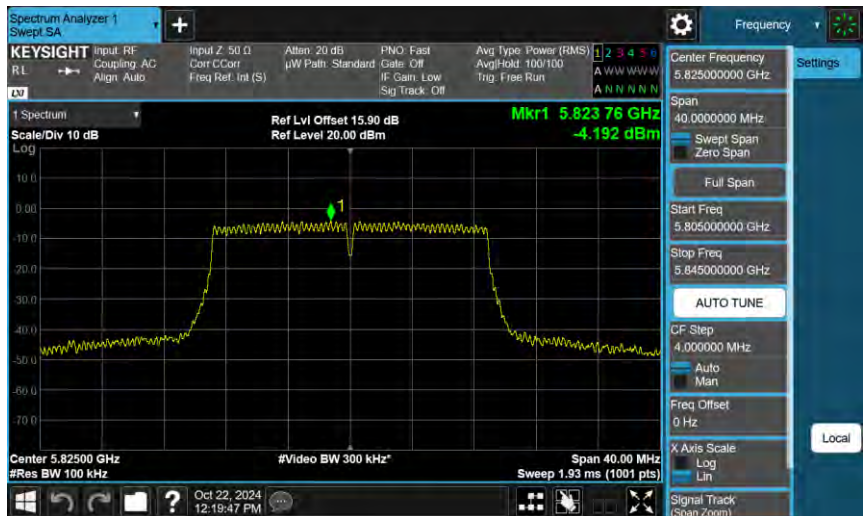 Spectrum Analyzer 1
Swept SA
+
Frequency
KEYSIGHT
Input: RF
Input Z: 50 Ω
Atten: 20 dB
PNO: Fast
Avg Type: Power (RMS)
1 2 3 4 5 6
RL
Coupling: AC
Corr CCorr
µW Path: Standard
Gate: Off
Avg|Hold: 100/100
A W W W W W
Align: Auto
Freq Ref: Int (S)
IF Gain: Low
Trig: Free Run
Sig Track: Off
A N N N N N
LXI
1 Spectrum
Ref Lvl Offset 15.90 dB
Mkr1 5.823 76 GHz
Scale/Div 10 dB
Ref Level 20.00 dBm
-4.192 dBm
Log
10.0
0.00
1
-10.0
-20.0
-30.0
-40.0
-50.0
-60.0
-70.0
Center 5.82500 GHz
#Video BW 300 kHz*
Span 40.00 MHz
#Res BW 100 kHz
Sweep 1.93 ms (1001 pts)
?
Oct 22, 2024
12:19:47 PM
Center Frequency
5.825000000 GHz
Settings
Span
40.0000000 MHz
Swept Span
Zero Span
Full Span
Start Freq
5.805000000 GHz
Stop Freq
5.845000000 GHz
AUTO TUNE
CF Step
4.000000 MHz
Auto
Man
Freq Offset
0 Hz
X Axis Scale
Log
Lin
Local
Signal Track
(Span Zoom)